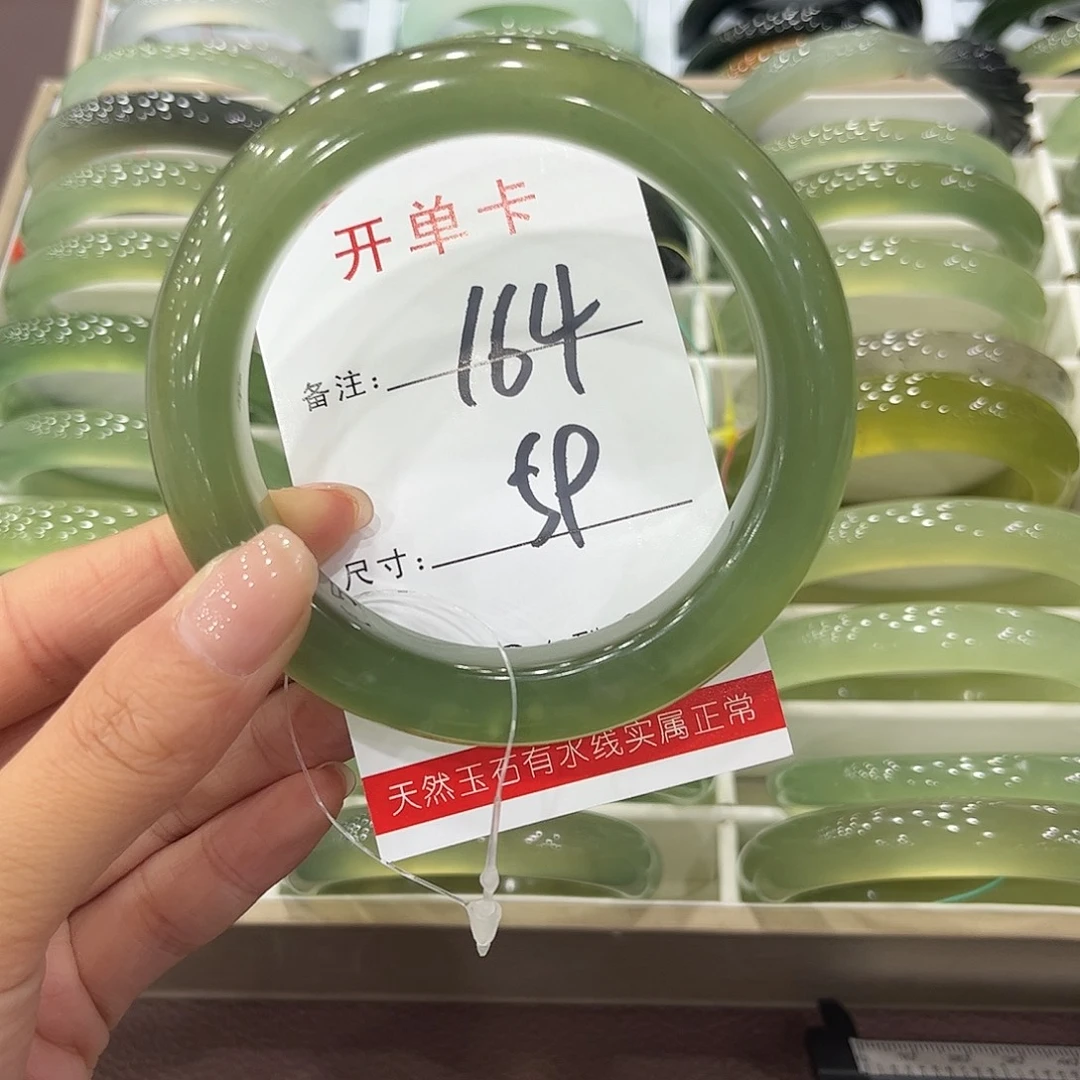 开单卡
备注: 164
尺寸:
天然玉石有水线实属正常